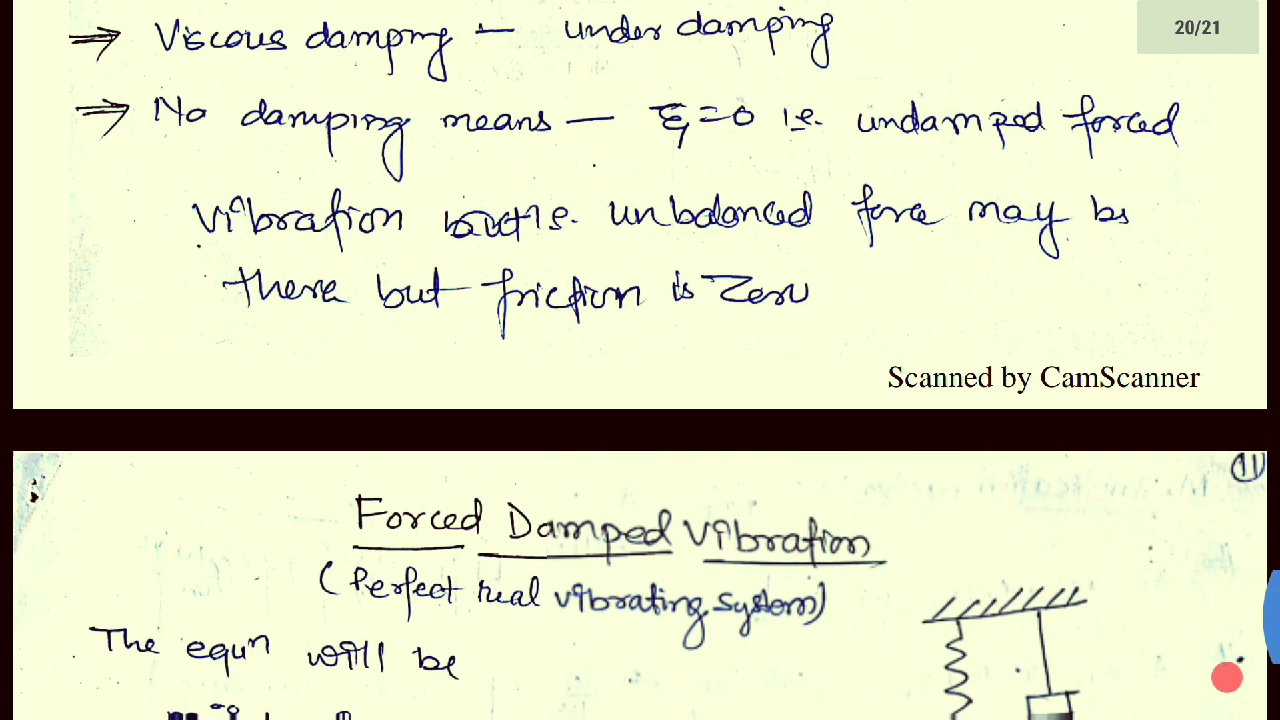 20/21
⇒ Viscous damping — under damping
⇒ No damping means — ξ=0 i.e. undamped forced
vibration i.e. unbalanced force may be
there but friction is zero
Scanned by CamScanner
11
Forced Damped Vibration
(Perfect real vibrating system)
The equn will be